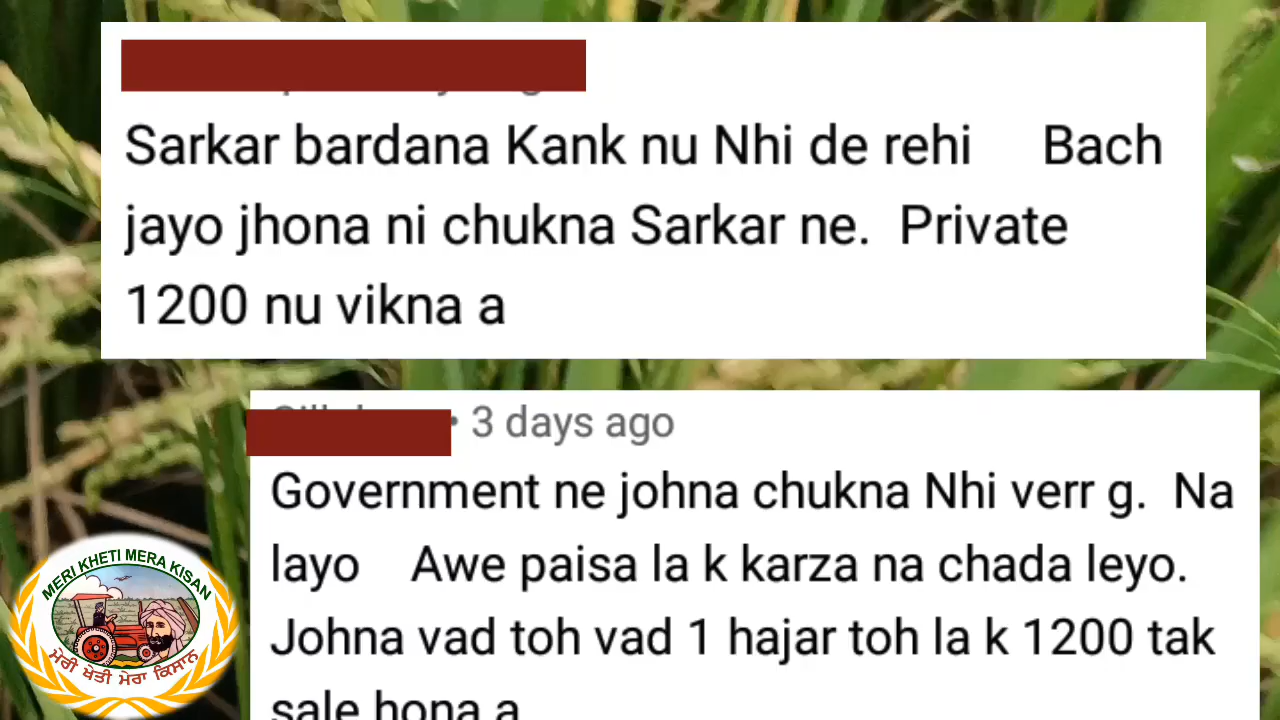 Sarkar bardana Kank nu Nhi de rehi Bach
jayo jhona ni chukna Sarkar ne. Private
1200 nu vikna a
3 days ago
Government ne johna chukna Nhi verr g. Na
layo Awe paisa la k karza na chada leyo.
Johna vad toh vad 1 hajar toh la k 1200 tak
sale hona a
MERI KHETI MERA KISAN
ਮੇਰੀ ਖੇਤੀ ਮੇਰਾ ਕਿਸਾਨ